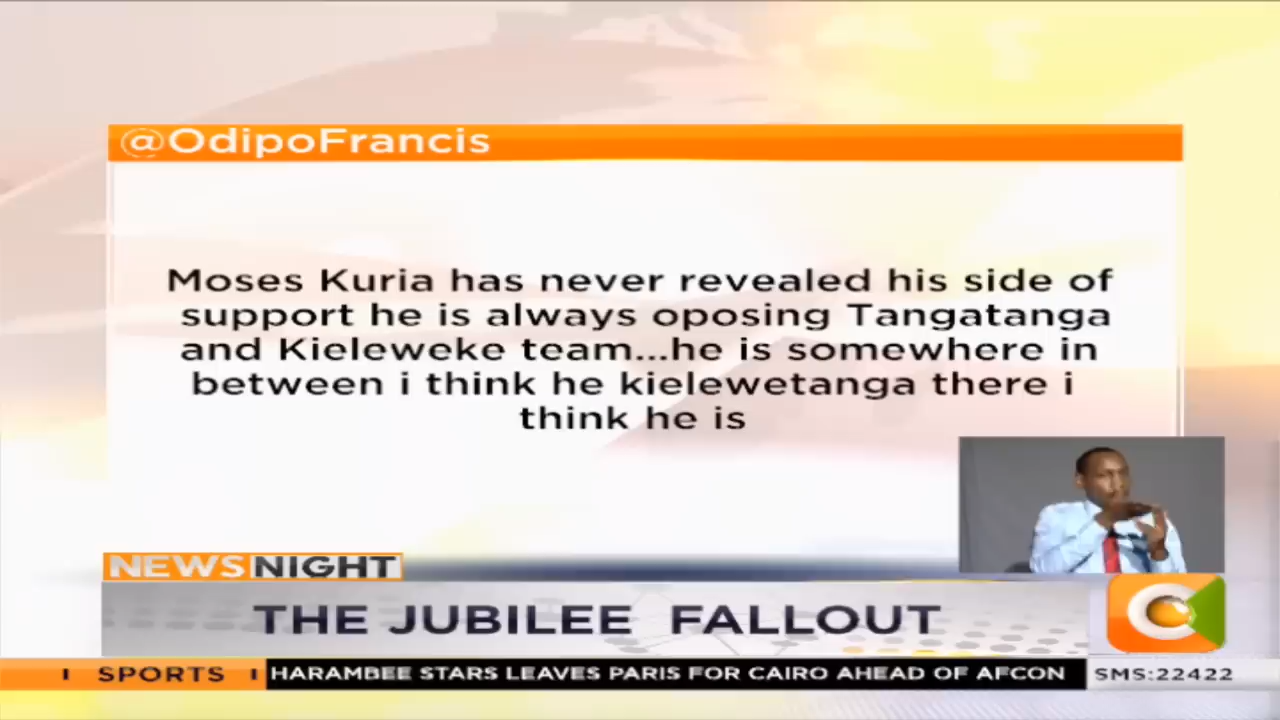 @OdipoFrancis
Moses Kuria has never revealed his side of
support he is always oposing Tangatanga
and Kieleweke team...he is somewhere in
between i think he kielewetanga there i
think he is
NEWSNIGHT
THE JUBILEE FALLOUT
SPORTS
HARAMBEE STARS LEAVES PARIS FOR CAIRO AHEAD OF AFCON
SMS:22422